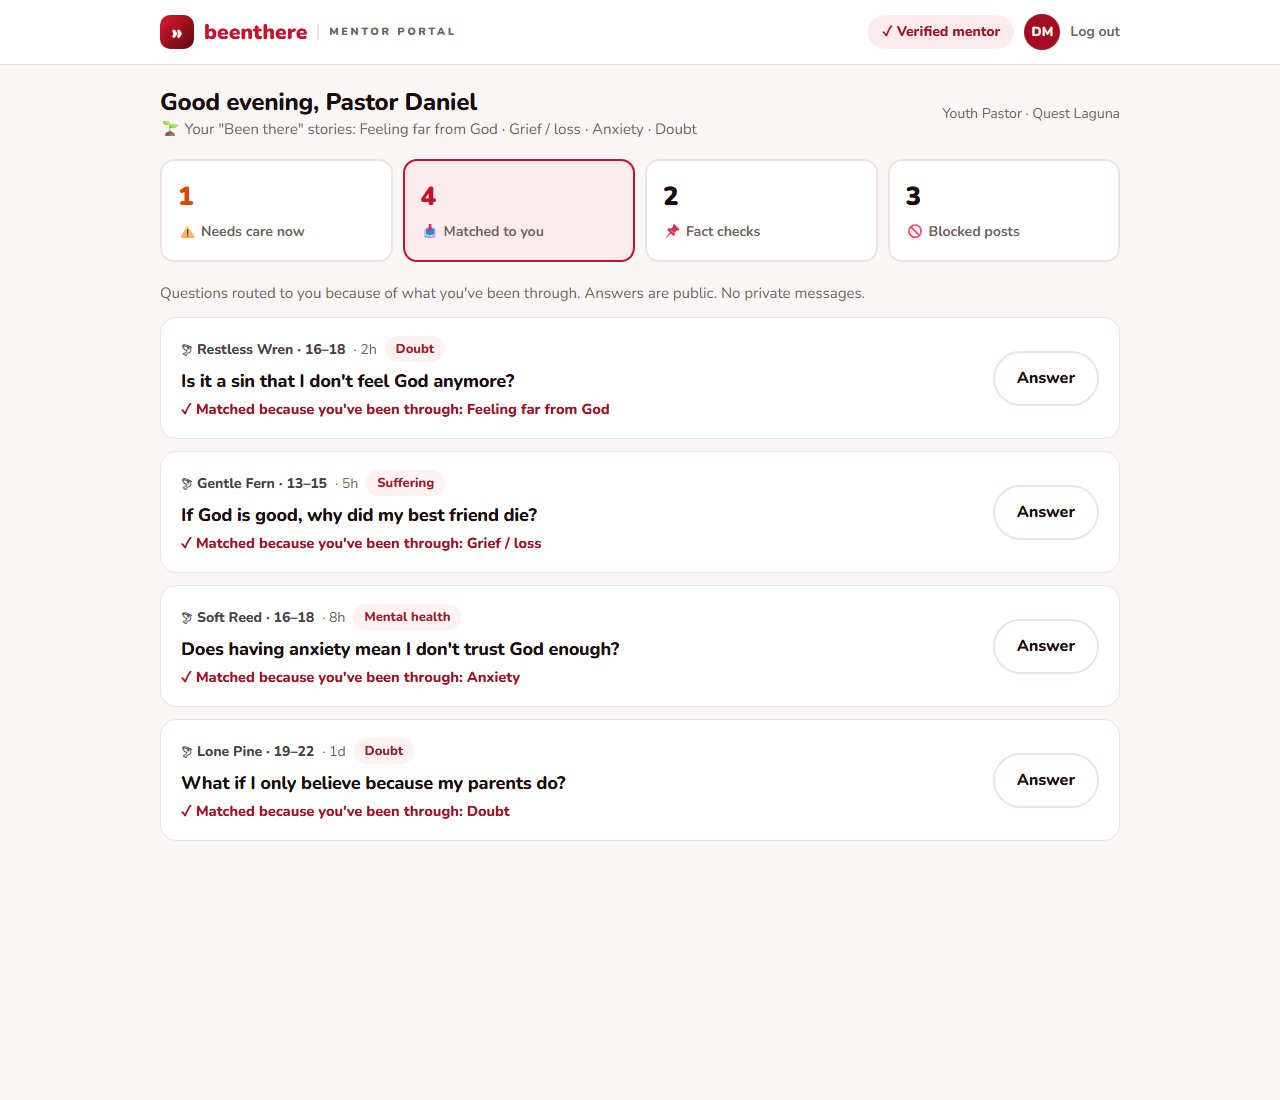 » beenthere MENTOR PORTAL ✓ Verified mentor DM Log out
Good evening, Pastor Daniel
🌱 Your "Been there" stories: Feeling far from God · Grief / loss · Anxiety · Doubt
Youth Pastor · Quest Laguna
1
⚠️ Needs care now
4
📥 Matched to you
2
📌 Fact checks
3
🚫 Blocked posts
Questions routed to you because of what you've been through. Answers are public. No private messages.
🕊 Restless Wren · 16–18 · 2h Doubt
Is it a sin that I don't feel God anymore?
✓ Matched because you've been through: Feeling far from God
Answer
🕊 Gentle Fern · 13–15 · 5h Suffering
If God is good, why did my best friend die?
✓ Matched because you've been through: Grief / loss
Answer
🕊 Soft Reed · 16–18 · 8h Mental health
Does having anxiety mean I don't trust God enough?
✓ Matched because you've been through: Anxiety
Answer
🕊 Lone Pine · 19–22 · 1d Doubt
What if I only believe because my parents do?
✓ Matched because you've been through: Doubt
Answer